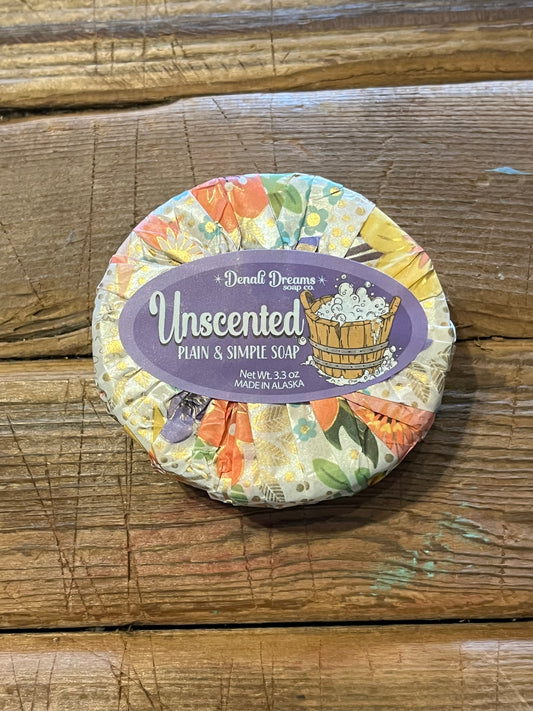 Denali Dreams
soap co.
Unscented
PLAIN & SIMPLE SOAP
Net Wt. 3.3 oz
MADE IN ALASKA